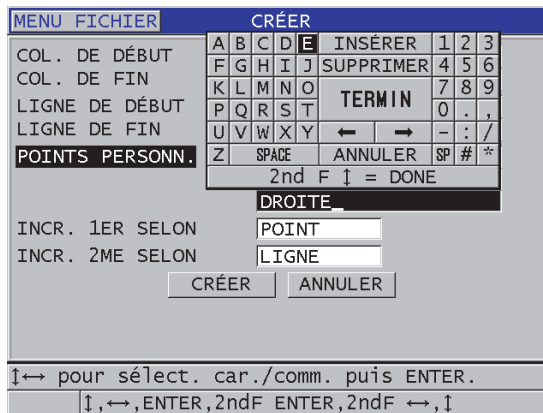 MENU FICHIER CRÉER
COL. DE DÉBUT
COL. DE FIN
LIGNE DE DÉBUT
LIGNE DE FIN
POINTS PERSONN.
A B C D E INSÉRER 1 2 3
F G H I J SUPPRIMER 4 5 6
K L M N O TERMIN 7 8 9
P Q R S T 0 . ,
U V W X Y ← → - : /
Z SPACE ANNULER SP # *
2nd F ↕ = DONE
DROITE_
INCR. 1ER SELON POINT
INCR. 2ME SELON LIGNE
CRÉER ANNULER
↕↔ pour sélect. car./comm. puis ENTER.
↕,↔,ENTER,2ndF ENTER,2ndF ↔,↕